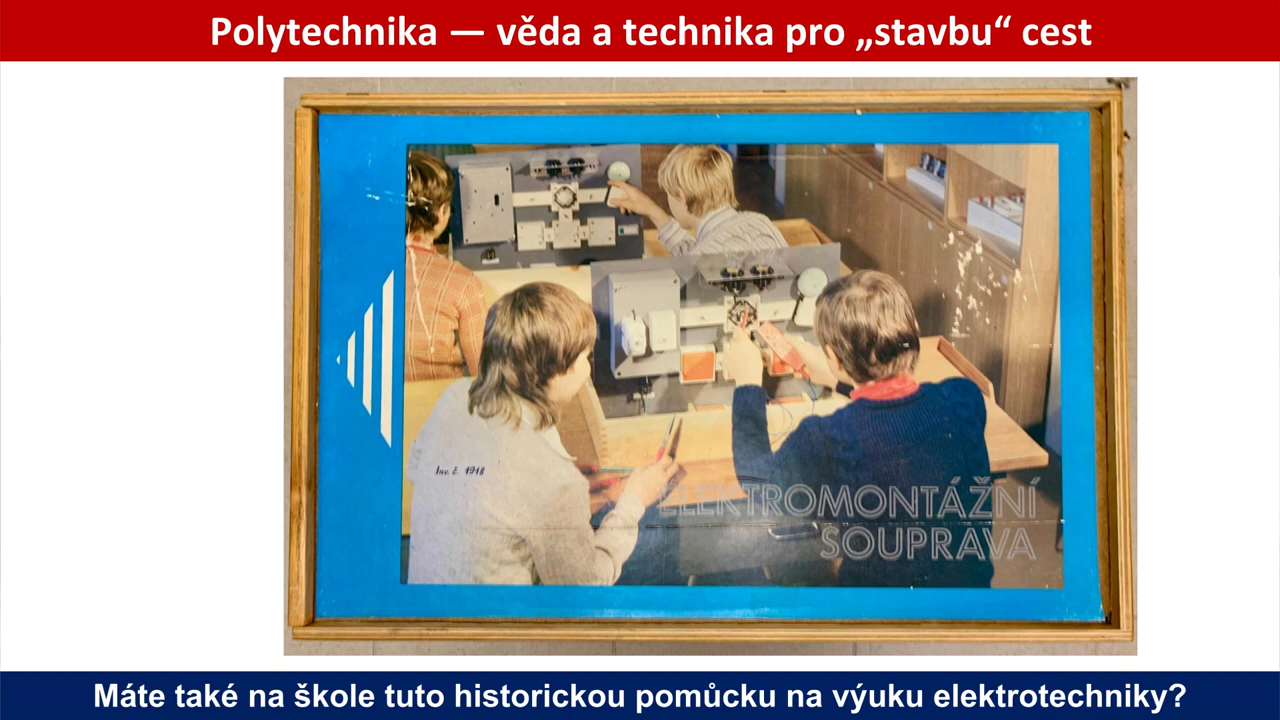 Polytechnika — věda a technika pro „stavbu“ cest
Inv. č. 1918
ELEKTROMONTÁŽNÍ
SOUPRAVA
Máte také na škole tuto historickou pomůcku na výuku elektrotechniky?